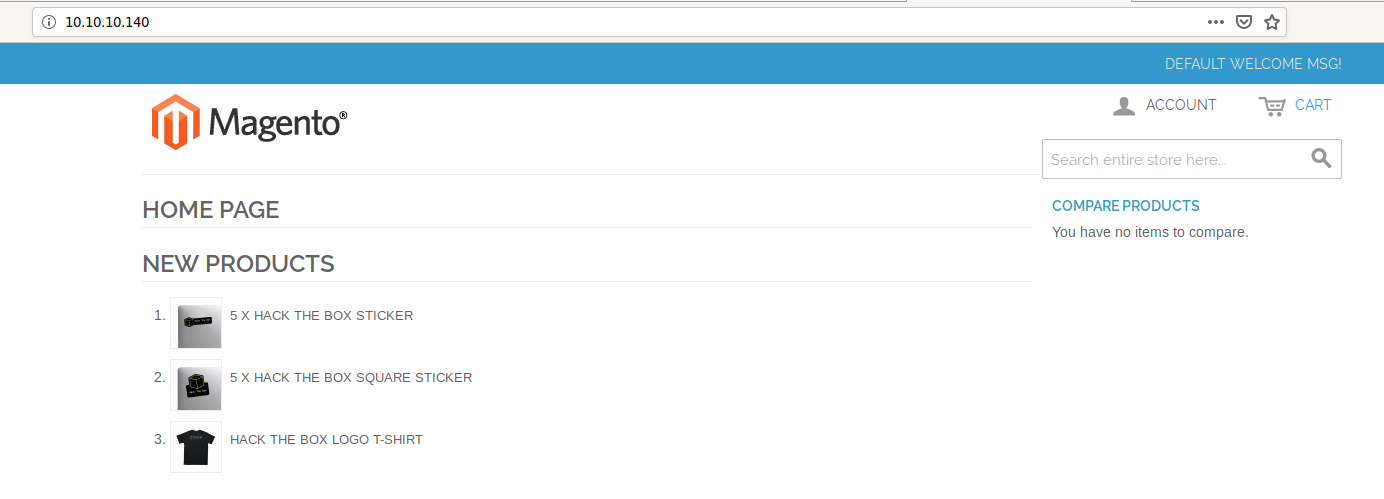 10.10.10.140
DEFAULT WELCOME MSG!
Magento®
ACCOUNT CART
Search entire store here...
HOME PAGE
COMPARE PRODUCTS
You have no items to compare.
NEW PRODUCTS
1. 5 X HACK THE BOX STICKER
2. 5 X HACK THE BOX SQUARE STICKER
3. HACK THE BOX LOGO T-SHIRT